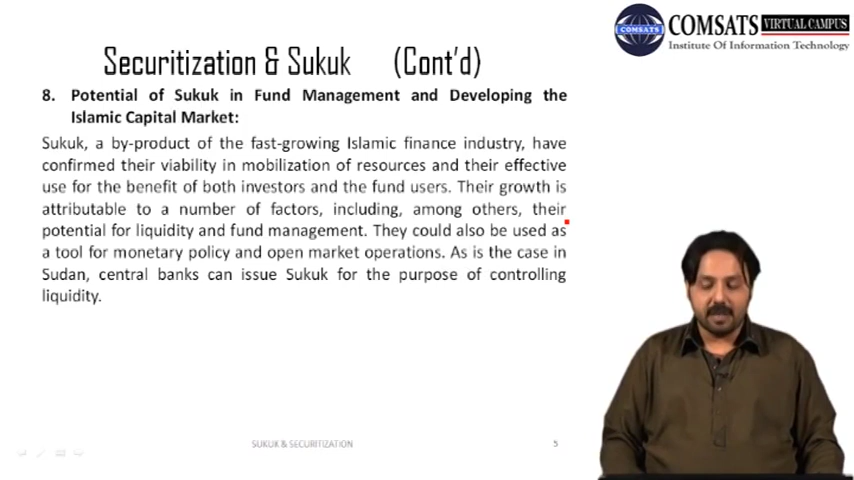 COMSATS VIRTUAL CAMPUS
COMSATS
Institute Of Information Technology
Securitization & Sukuk (Cont'd)
8. Potential of Sukuk in Fund Management and Developing the
Islamic Capital Market:
Sukuk, a by-product of the fast-growing Islamic finance industry, have
confirmed their viability in mobilization of resources and their effective
use for the benefit of both investors and the fund users. Their growth is
attributable to a number of factors, including, among others, their
potential for liquidity and fund management. They could also be used as
a tool for monetary policy and open market operations. As is the case in
Sudan, central banks can issue Sukuk for the purpose of controlling
liquidity.
SUKUK & SECURITIZATION 5